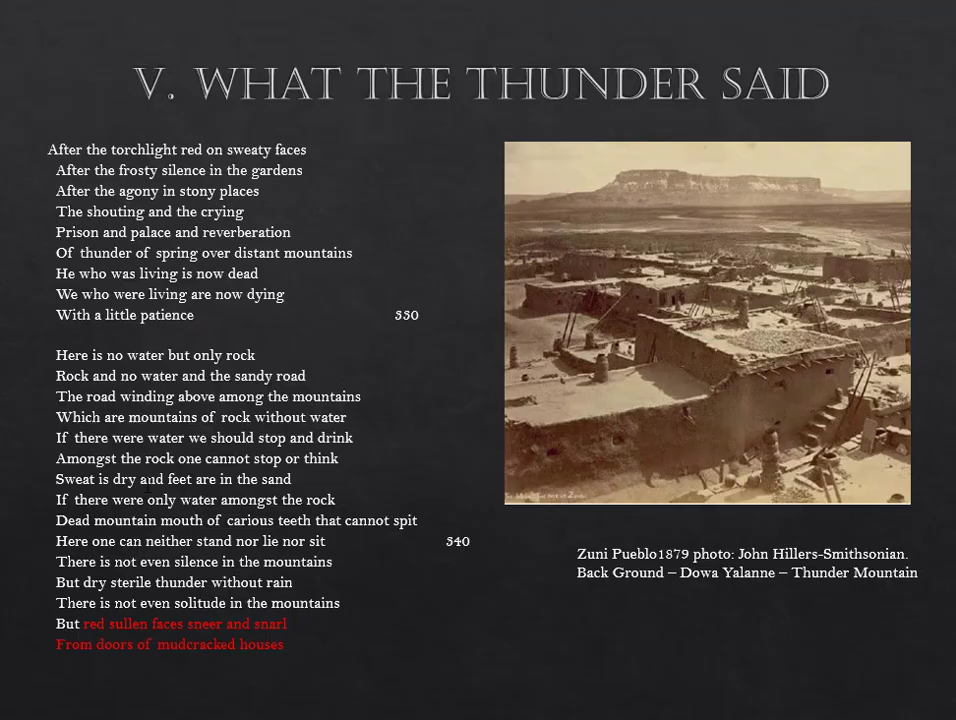 V. WHAT THE THUNDER SAID
After the torchlight red on sweaty faces
After the frosty silence in the gardens
After the agony in stony places
The shouting and the crying
Prison and palace and reverberation
Of thunder of spring over distant mountains
He who was living is now dead
We who were living are now dying
With a little patience 330
Here is no water but only rock
Rock and no water and the sandy road
The road winding above among the mountains
Which are mountains of rock without water
If there were water we should stop and drink
Amongst the rock one cannot stop or think
Sweat is dry and feet are in the sand
If there were only water amongst the rock
Dead mountain mouth of carious teeth that cannot spit
Here one can neither stand nor lie nor sit 340
There is not even silence in the mountains
But dry sterile thunder without rain
There is not even solitude in the mountains
But red sullen faces sneer and snarl
From doors of mudcracked houses
Zuni Pueblo1879 photo: John Hillers-Smithsonian.
Back Ground – Dowa Yalanne – Thunder Mountain